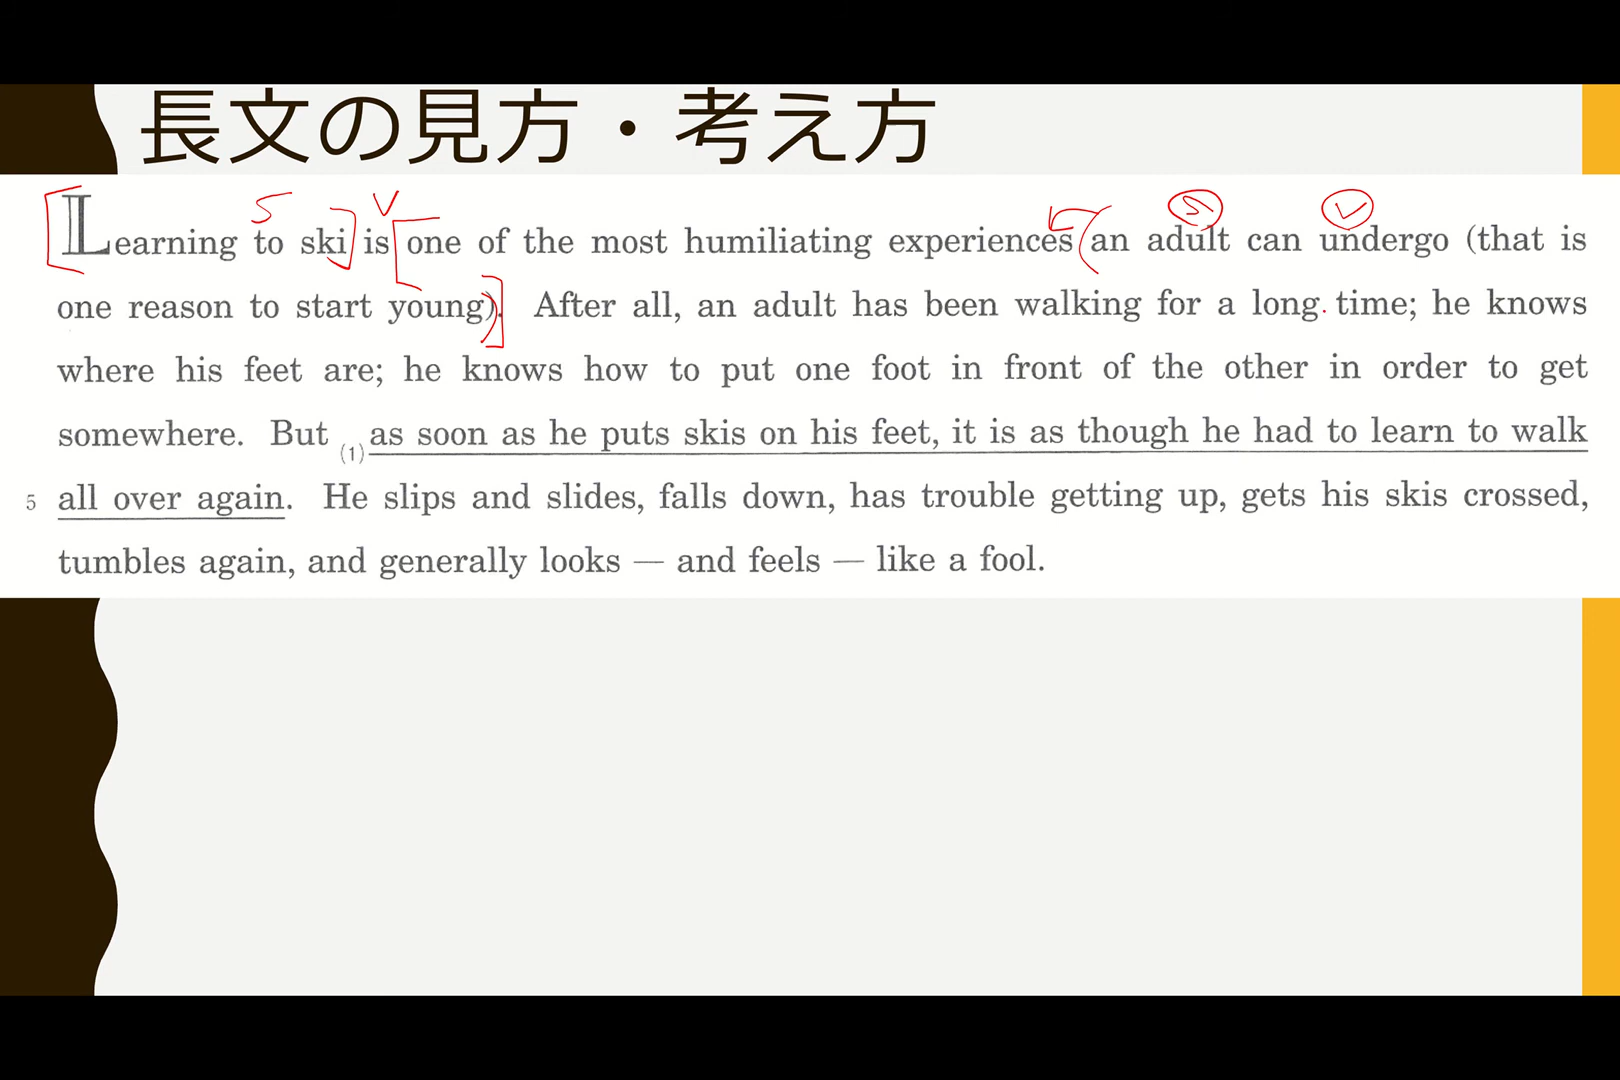 長文の見方・考え方
S V S V
Learning to ski is one of the most humiliating experiences an adult can undergo (that is
one reason to start young). After all, an adult has been walking for a long time; he knows
where his feet are; he knows how to put one foot in front of the other in order to get
somewhere. But (1) as soon as he puts skis on his feet, it is as though he had to learn to walk
5 all over again. He slips and slides, falls down, has trouble getting up, gets his skis crossed,
tumbles again, and generally looks — and feels — like a fool.